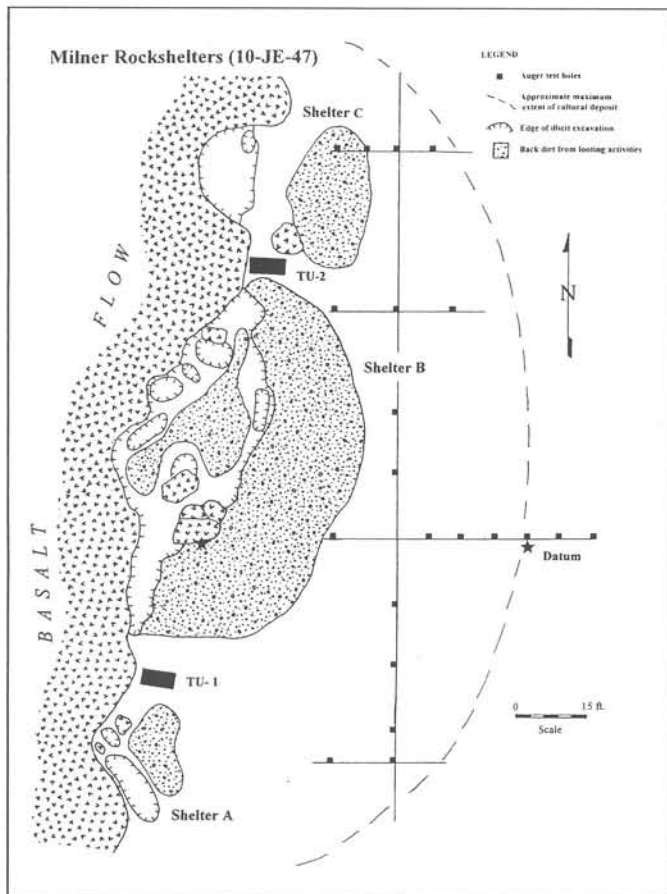 Milner Rockshelters (10-JE-47)
LEGEND
Auger test holes
Approximate maximum
extent of cultural deposit
Edge of illicit excavation
Back dirt from looting activities
Shelter C
TU-2
FLOW
N
Shelter B
BASALT
Datum
TU-1
0 15 ft.
Scale
Shelter A